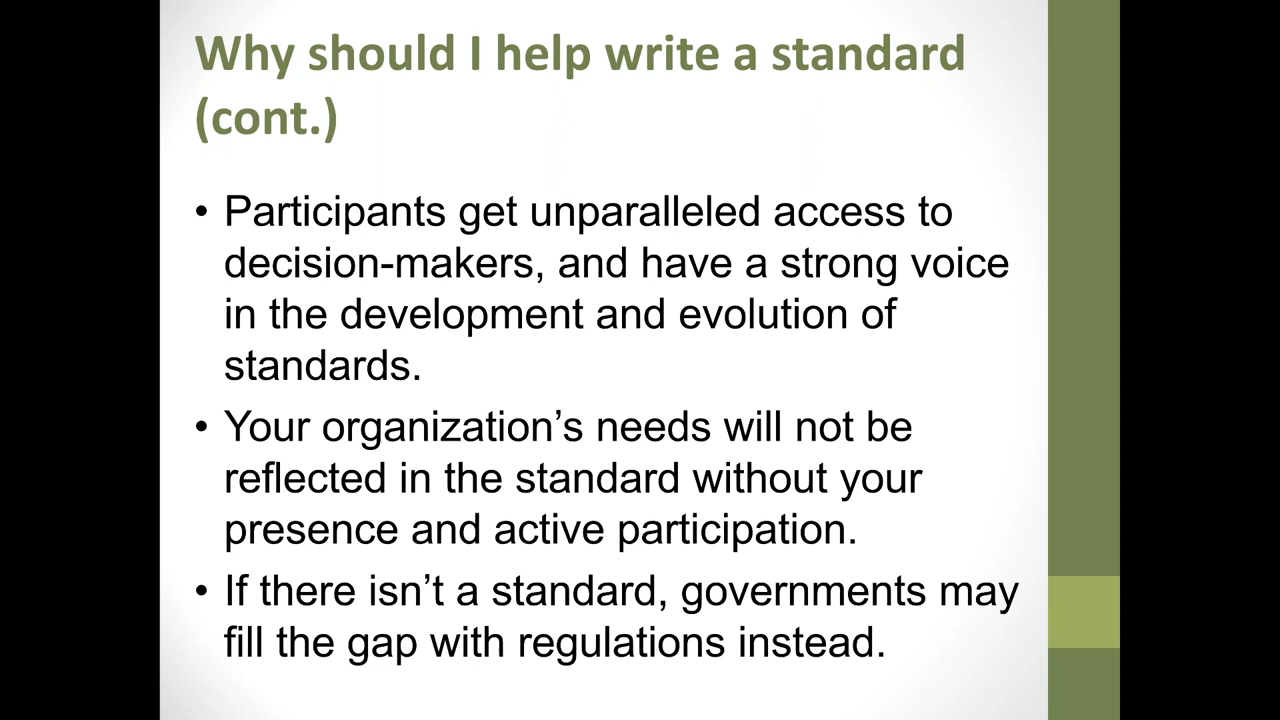 Why should I help write a standard
(cont.)
• Participants get unparalleled access to
decision-makers, and have a strong voice
in the development and evolution of
standards.
• Your organization’s needs will not be
reflected in the standard without your
presence and active participation.
• If there isn’t a standard, governments may
fill the gap with regulations instead.